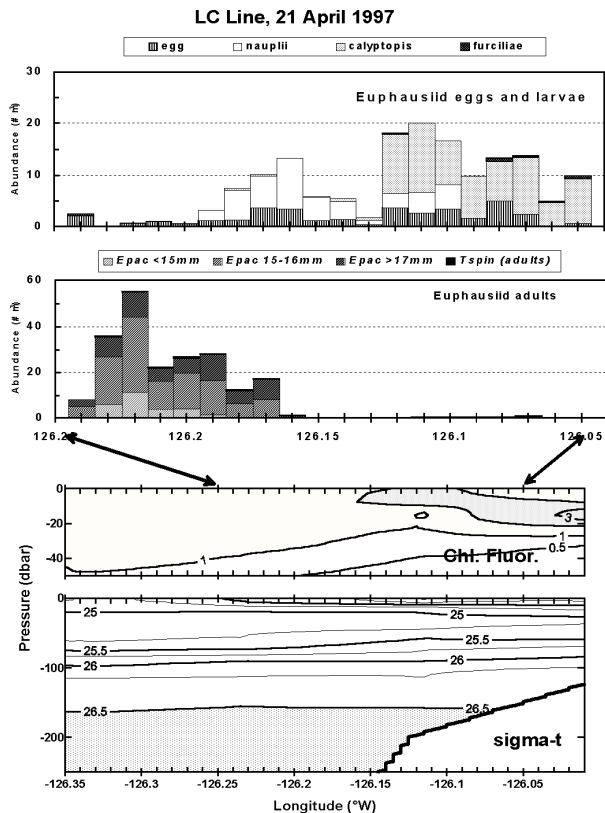 LC Line, 21 April 1997
egg nauplii calyptopis furciliae
30
20
10
0
Abundance (# m
Euphausiid eggs and larvae
Epac <15mm Epac 15-16mm Epac >17mm Tspin (adults)
60
40
20
0
Abundance (# m
Euphausiid adults
126.2 126.2 126.15 126.1 126.05
0
-20
-40
1
3
1
0.5
Chl. Fluor.
Pressure (dbar)
0
-100
-200
25 25
25.5 25.5
26 26
26.5 26.5
sigma-t
-126.35 -126.3 -126.25 -126.2 -126.15 -126.1 -126.05
Longitude (°W)